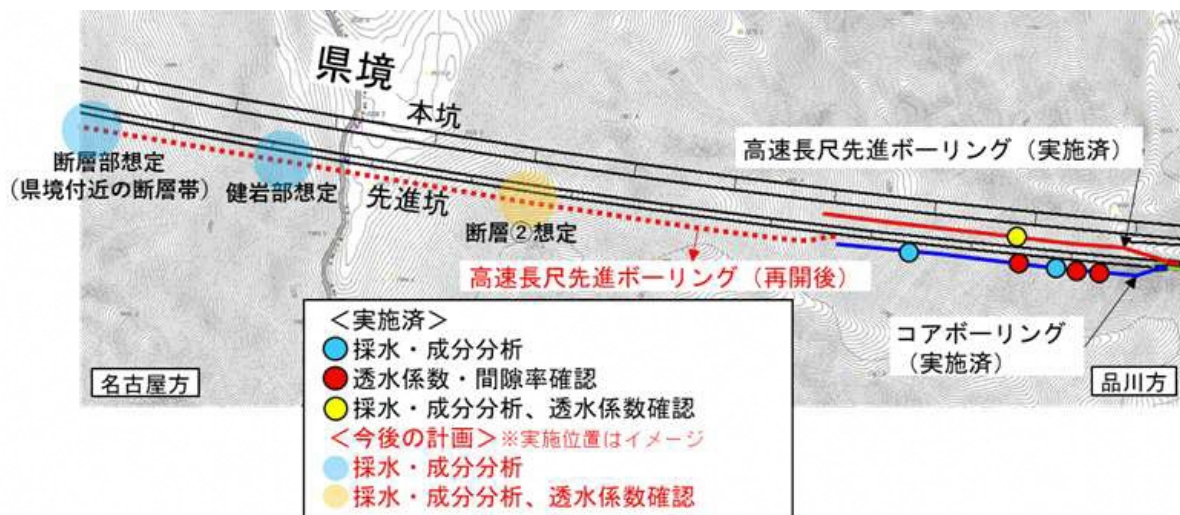 県境
本坑
高速長尺先進ボーリング（実施済）
断層部想定
（県境付近の断層帯）
健岩部想定
先進坑
断層②想定
高速長尺先進ボーリング（再開後）
コアボーリング
（実施済）
名古屋方
品川方
＜実施済＞
採水・成分分析
透水係数・間隙率確認
採水・成分分析、透水係数確認
＜今後の計画＞※実施位置はイメージ
採水・成分分析
採水・成分分析、透水係数確認